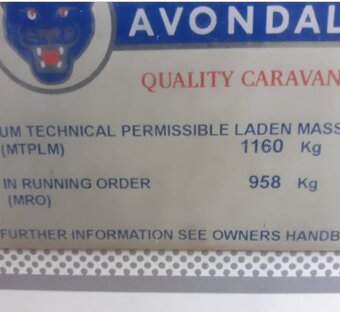 AVONDAL
QUALITY CARAVAN
UM TECHNICAL PERMISSIBLE LADEN MASS
(MTPLM) 1160 Kg
IN RUNNING ORDER 958 Kg
(MRO)
FURTHER INFORMATION SEE OWNERS HANDB